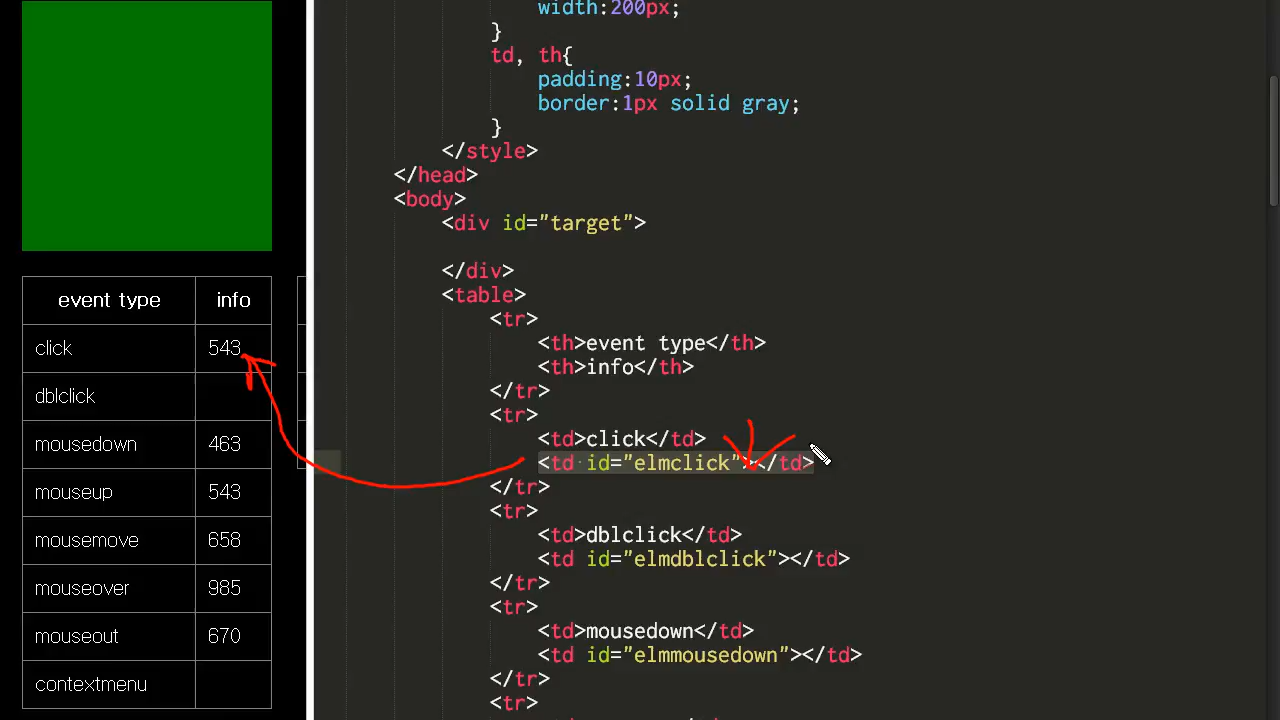 event type info
click 543
dblclick
mousedown 463
mouseup 543
mousemove 658
mouseover 985
mouseout 670
contextmenu
width:200px;
}
td, th{
padding:10px;
border:1px solid gray;
}
</style>
</head>
<body>
<div id="target">
</div>
<table>
<tr>
<th>event type</th>
<th>info</th>
</tr>
<tr>
<td>click</td>
<td id="elmclick"></td>
</tr>
<tr>
<td>dblclick</td>
<td id="elmdblclick"></td>
</tr>
<tr>
<td>mousedown</td>
<td id="elmmousedown"></td>
</tr>
<tr>